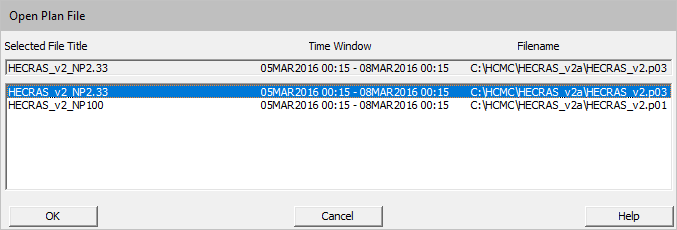 Open Plan File
Selected File Title Time Window Filename
HECRAS_v2_NP2.33 05MAR2016 00:15 - 08MAR2016 00:15 C:\HCMC\HECRAS_v2a\HECRAS_v2.p03
HECRAS_v2_NP2.33 05MAR2016 00:15 - 08MAR2016 00:15 C:\HCMC\HECRAS_v2a\HECRAS_v2.p03
HECRAS_v2_NP100 05MAR2016 00:15 - 08MAR2016 00:15 C:\HCMC\HECRAS_v2a\HECRAS_v2.p01
OK Cancel Help